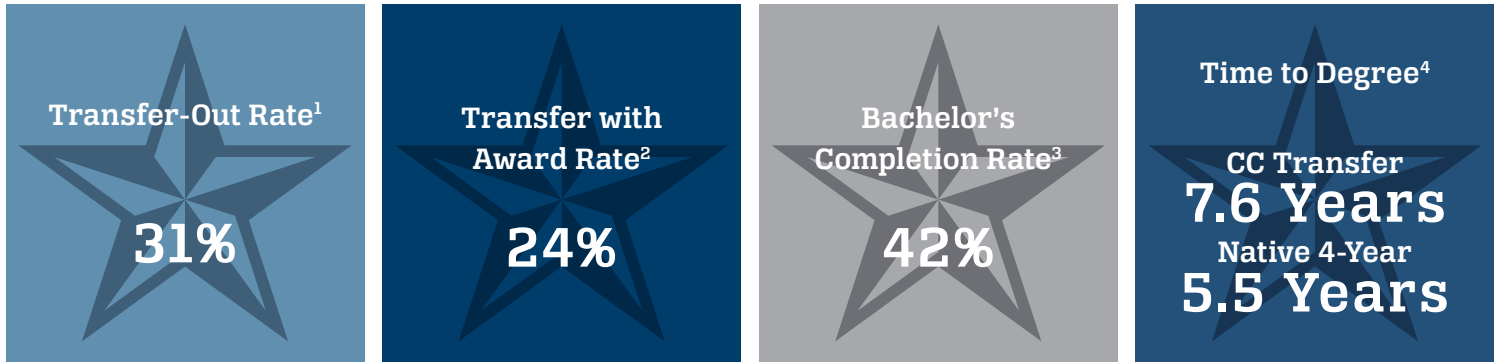 Transfer-Out Rate¹
31%
Transfer with
Award Rate²
24%
Bachelor's
Completion Rate³
42%
Time to Degree⁴
CC Transfer
7.6 Years
Native 4-Year
5.5 Years